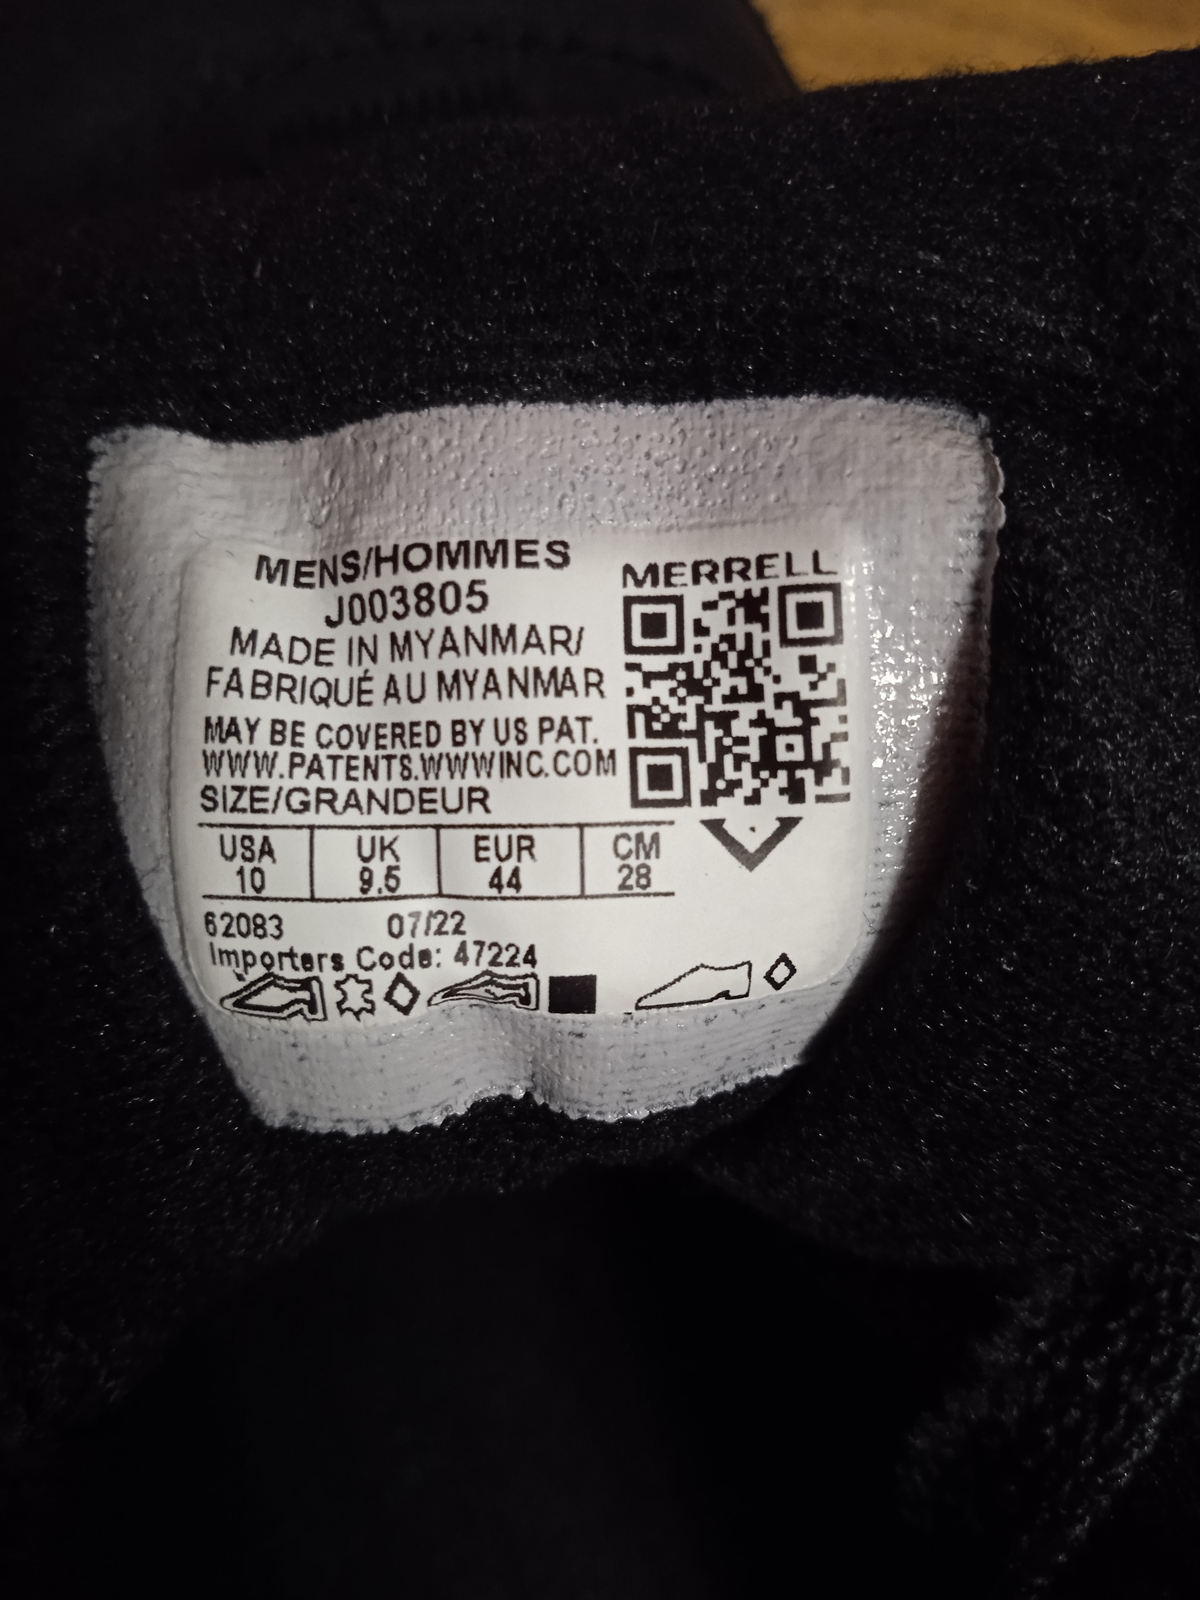 MENS/HOMMES
J003805
MADE IN MYANMAR/
FABRIQUÉ AU MYANMAR
MAY BE COVERED BY US PAT.
WWW.PATENTS.WWWINC.COM
SIZE/GRANDEUR
USA UK EUR CM
10 9.5 44 28
62083 07/22
Importers Code: 47224
MERRELL